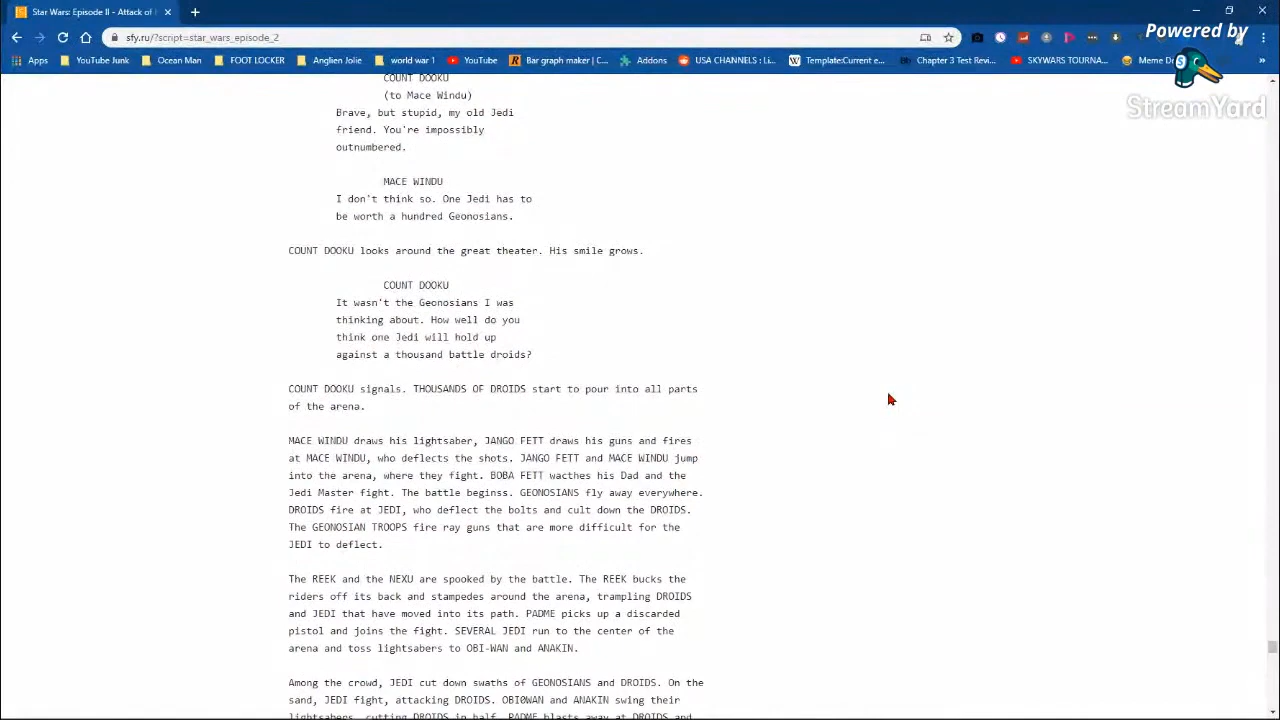 Star Wars: Episode II - Attack of
sfy.ru/?script=star_wars_episode_2
Powered by
Apps YouTube Junk Ocean Man FOOT LOCKER Anglien Jolie world war 1 YouTube Bar graph maker | C... Addons USA CHANNELS : Li... Template:Current e... Chapter 3 Test Revi... SKYWARS TOURNA... Meme De »
StreamYard
COUNT DOOKU
(to Mace Windu)
Brave, but stupid, my old Jedi
friend. You're impossibly
outnumbered.
MACE WINDU
I don't think so. One Jedi has to
be worth a hundred Geonosians.
COUNT DOOKU looks around the great theater. His smile grows.
COUNT DOOKU
It wasn't the Geonosians I was
thinking about. How well do you
think one Jedi will hold up
against a thousand battle droids?
COUNT DOOKU signals. THOUSANDS OF DROIDS start to pour into all parts
of the arena.
MACE WINDU draws his lightsaber, JANGO FETT draws his guns and fires
at MACE WINDU, who deflects the shots. JANGO FETT and MACE WINDU jump
into the arena, where they fight. BOBA FETT wacthes his Dad and the
Jedi Master fight. The battle beginss. GEONOSIANS fly away everywhere.
DROIDS fire at JEDI, who deflect the bolts and cult down the DROIDS.
The GEONOSIAN TROOPS fire ray guns that are more difficult for the
JEDI to deflect.
The REEK and the NEXU are spooked by the battle. The REEK bucks the
riders off its back and stampedes around the arena, trampling DROIDS
and JEDI that have moved into its path. PADME picks up a discarded
pistol and joins the fight. SEVERAL JEDI run to the center of the
arena and toss lightsabers to OBI-WAN and ANAKIN.
Among the crowd, JEDI cut down swaths of GEONOSIANS and DROIDS. On the
sand, JEDI fight, attacking DROIDS. OBI0WAN and ANAKIN swing their
lightsabers, cutting DROIDS in half. PADME blasts away at DROIDS and